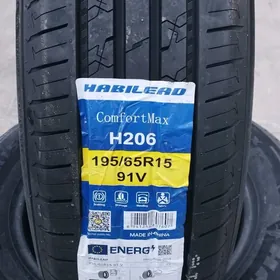 HABILEAD
ComfortMax
H206
195/65R15
91V
MADE IN CHINA
ENERG